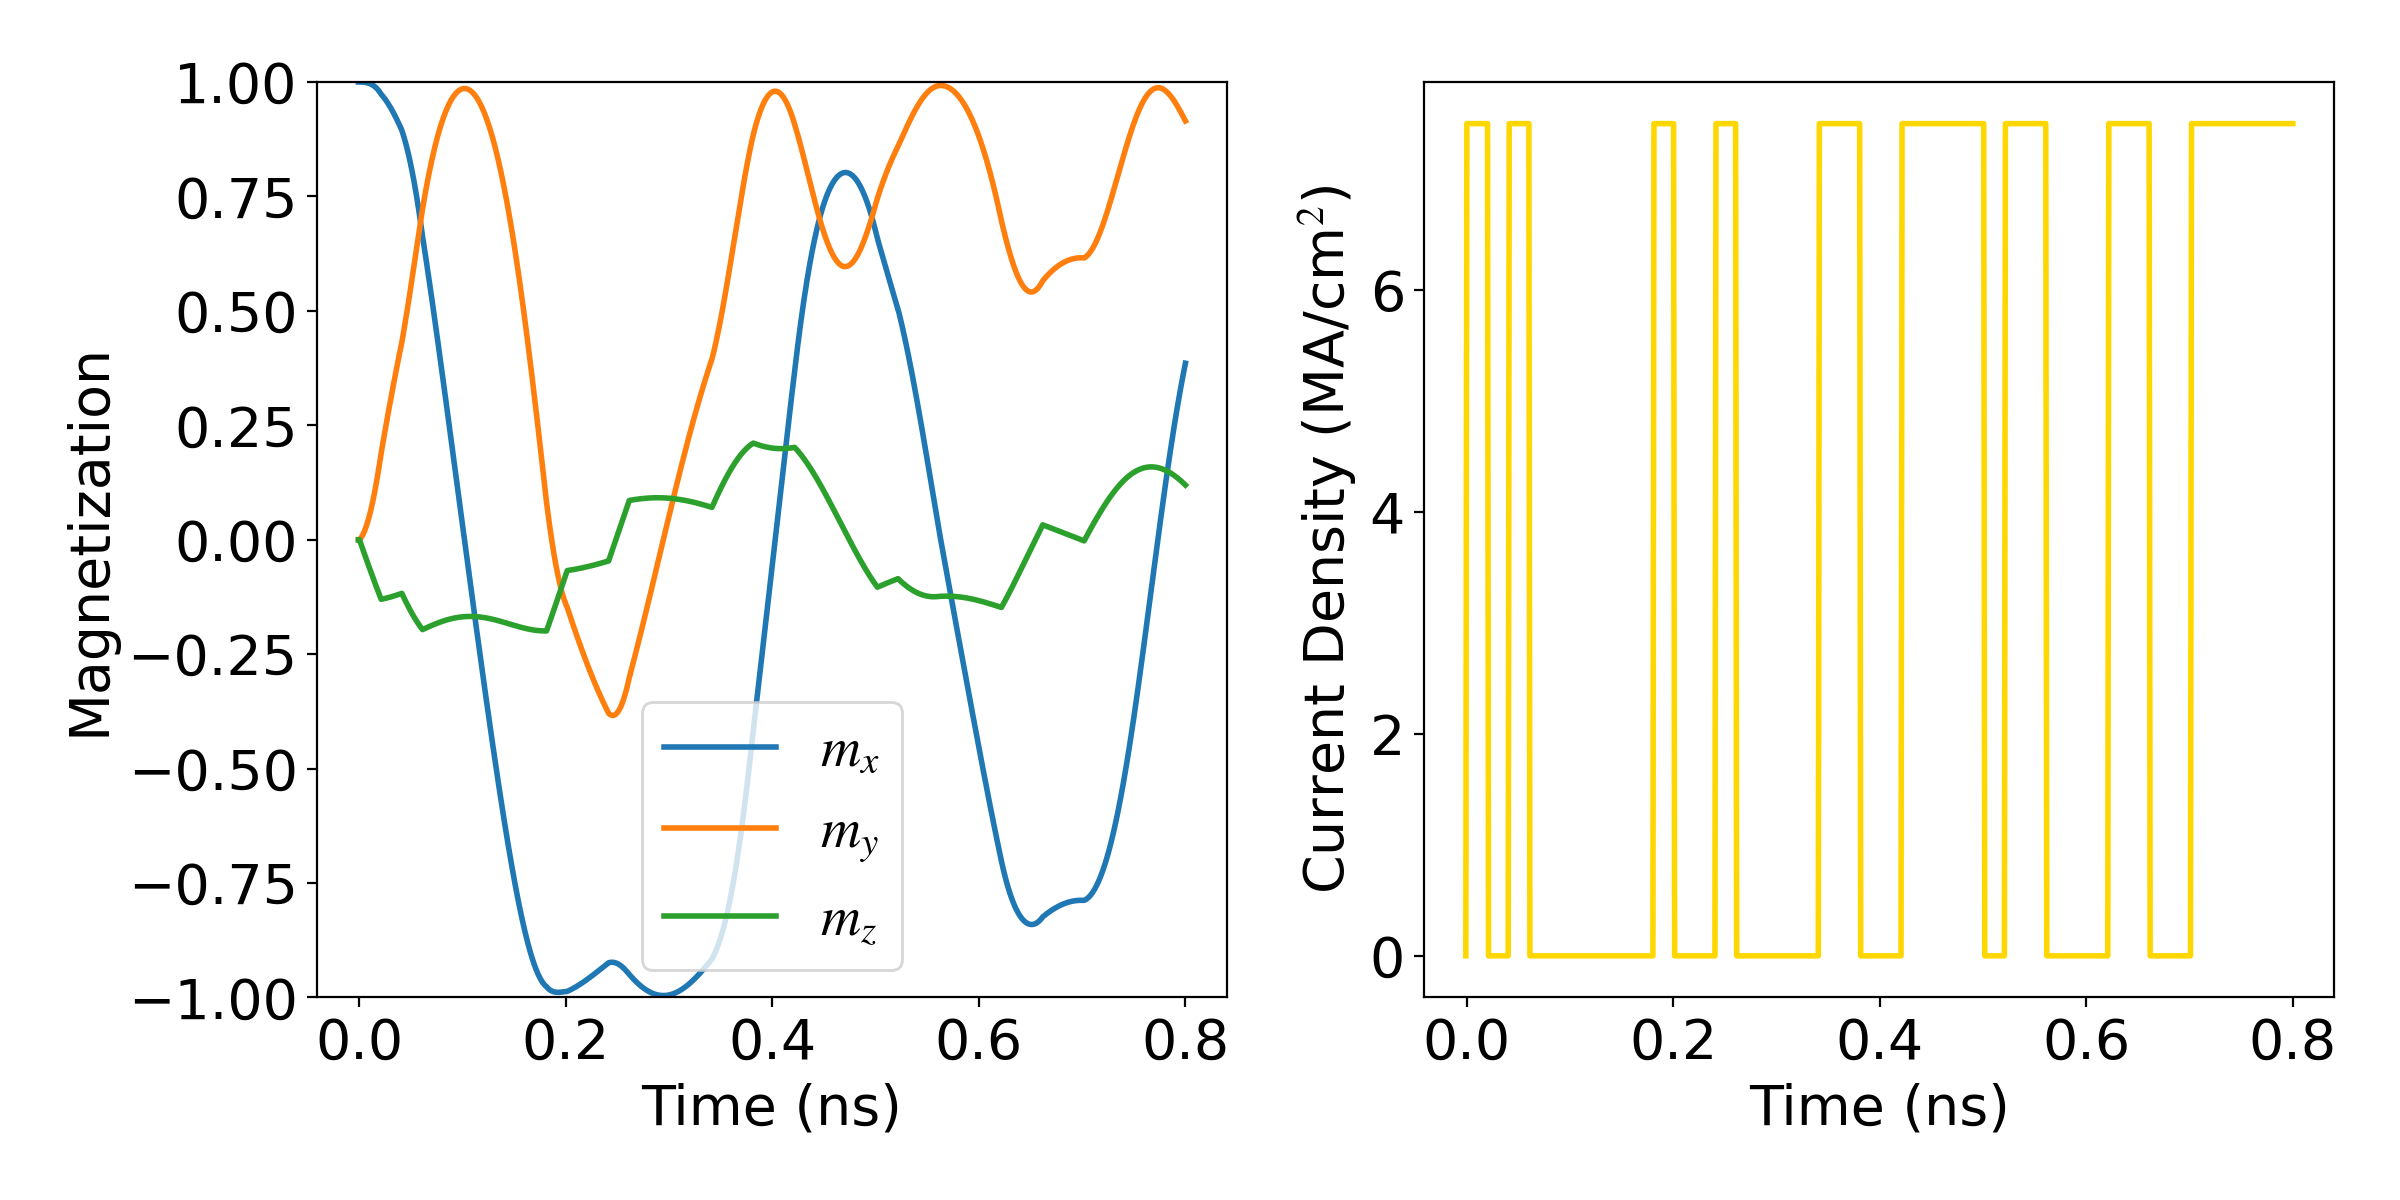 1.00
0.75
0.50
0.25
0.00
−0.25
−0.50
−0.75
−1.00
Magnetization
0.0 0.2 0.4 0.6 0.8
Time (ns)
m_x
m_y
m_z
6
4
2
0
Current Density (MA/cm²)
0.0 0.2 0.4 0.6 0.8
Time (ns)